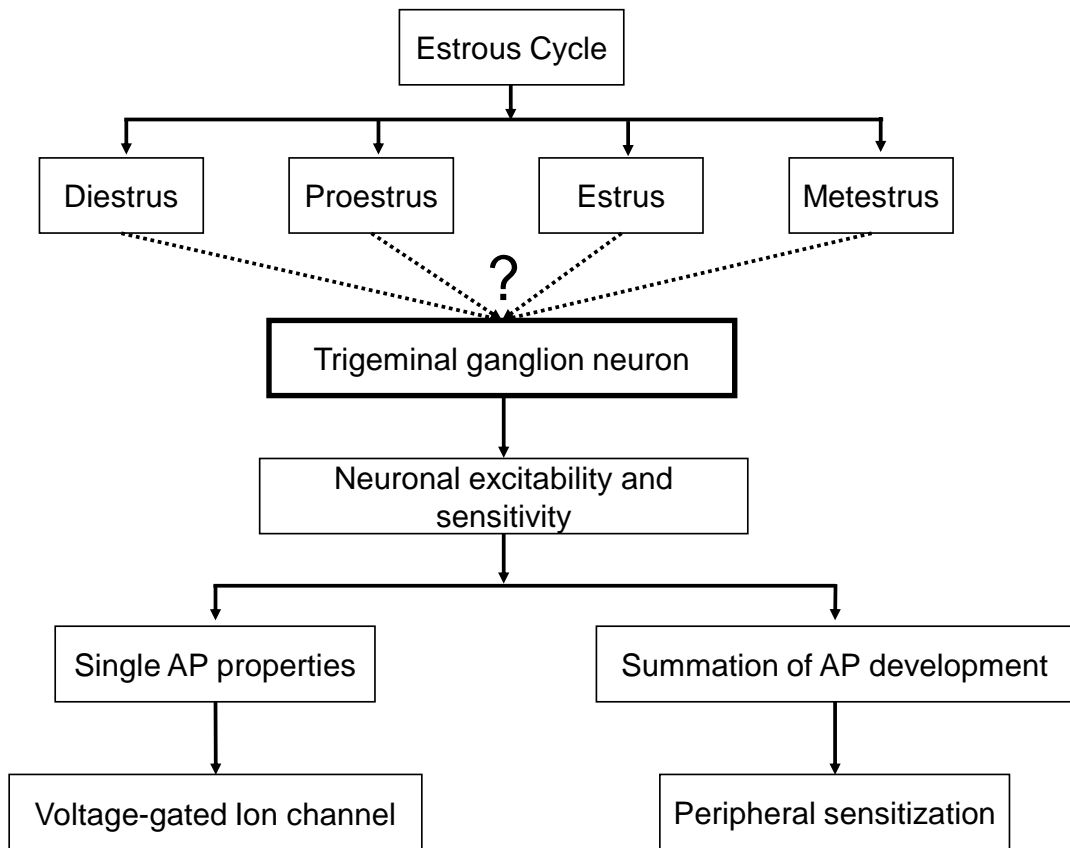 Estrous Cycle
Diestrus
Proestrus
Estrus
Metestrus
?
Trigeminal ganglion neuron
Neuronal excitability and
sensitivity
Single AP properties
Summation of AP development
Voltage-gated Ion channel
Peripheral sensitization